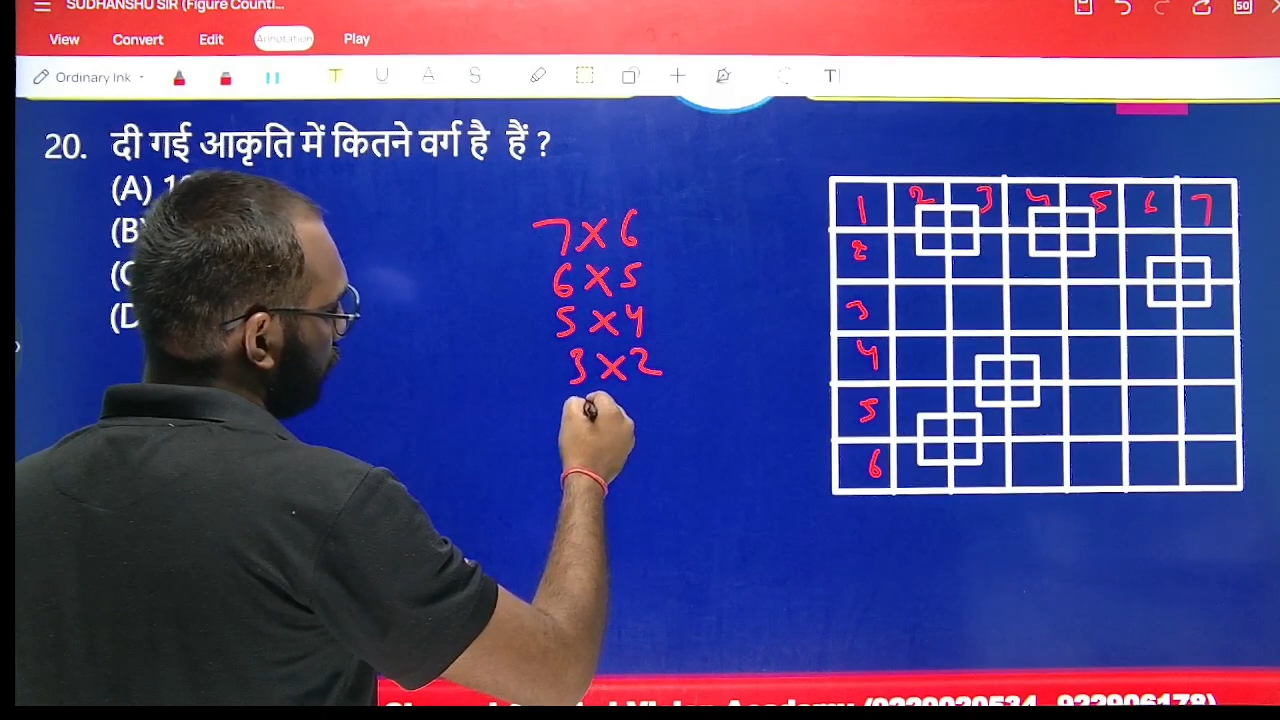 SUDHANSHU SIR (Figure Counti...
50
View Convert Edit Annotation Play
Ordinary Ink T U A S T
20. दी गई आकृति में कितने वर्ग है हैं ?
(A)
(B)
7 X 6
6 X 5
5 X 4
3 X 2
1 2 3 4 5 6 7
2
3
4
5
6